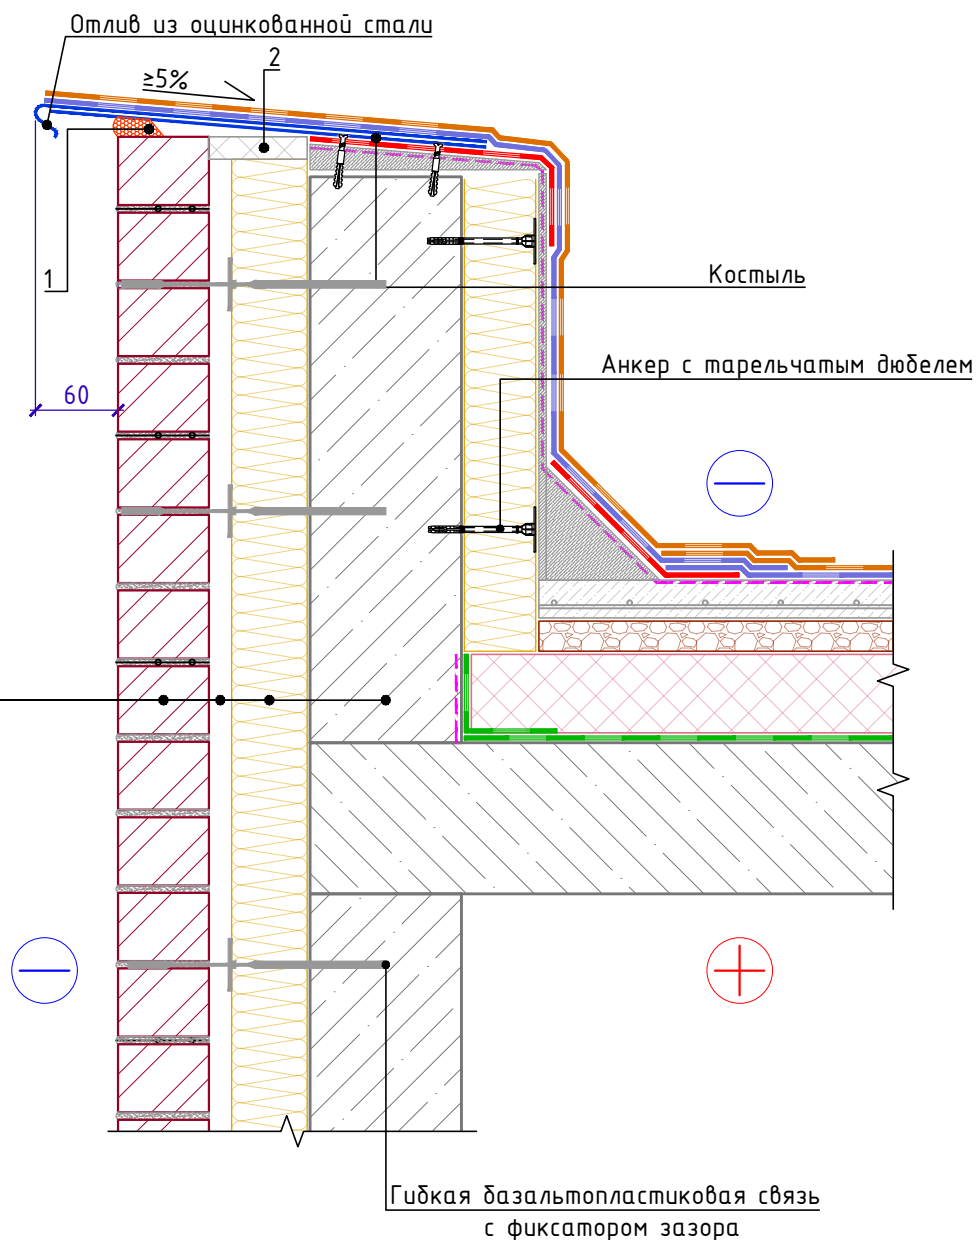 Отлив из оцинкованной стали
2
≥5%
1
Костыль
Анкер с тарельчатым дюбелем
60
Гибкая базальтопластиковая связь
с фиксатором зазора